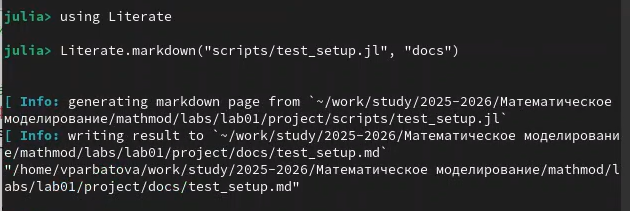 julia> using Literate
julia> Literate.markdown("scripts/test_setup.jl", "docs")
[ Info: generating markdown page from `~/work/study/2025-2026/Математическое
моделирование/mathmod/labs/lab01/project/scripts/test_setup.jl`
[ Info: writing result to `~/work/study/2025-2026/Математическое моделировани
е/mathmod/labs/lab01/project/docs/test_setup.md`
"/home/vparbatova/work/study/2025-2026/Математическое моделирование/mathmod/l
abs/lab01/project/docs/test_setup.md"